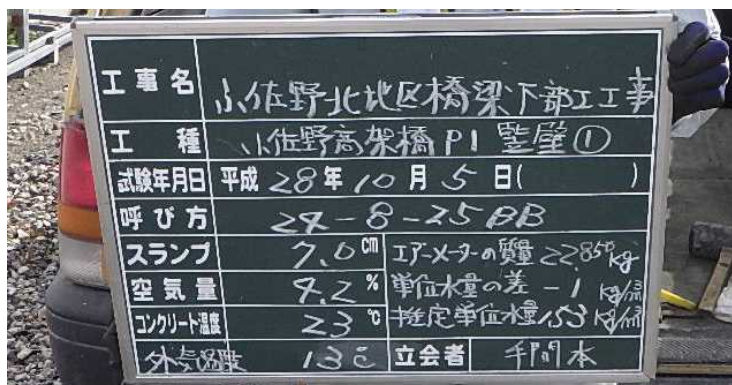 工事名 小佐野北地区橋梁下部工工事
工種 小佐野高架橋P1 竪壁①
試験年月日 平成28年10月5日( )
呼び方 24-8-25BB
スランプ 7.0cm エアーメーターの質量 22.850kg
空気量 4.2% 単位水量の差 -1 kg/m³
コンクリート温度 23℃ 推定単位水量 153 kg/m³
外気温度 13℃ 立会者